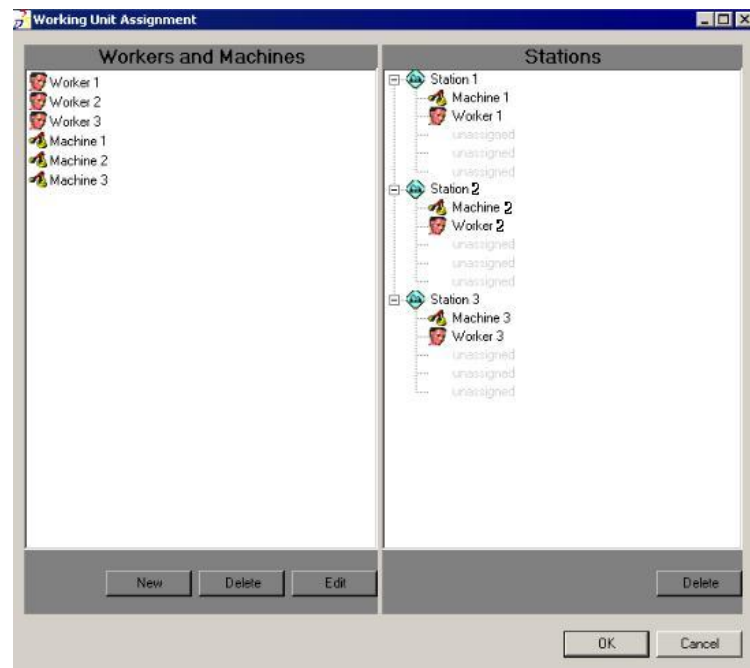 Working Unit Assignment
Workers and Machines
Worker 1
Worker 2
Worker 3
Machine 1
Machine 2
Machine 3
New
Delete
Edit
Stations
Station 1
Machine 1
Worker 1
unassigned
unassigned
unassigned
Station 2
Machine 2
Worker 2
unassigned
unassigned
unassigned
Station 3
Machine 3
Worker 3
unassigned
unassigned
unassigned
Delete
OK
Cancel